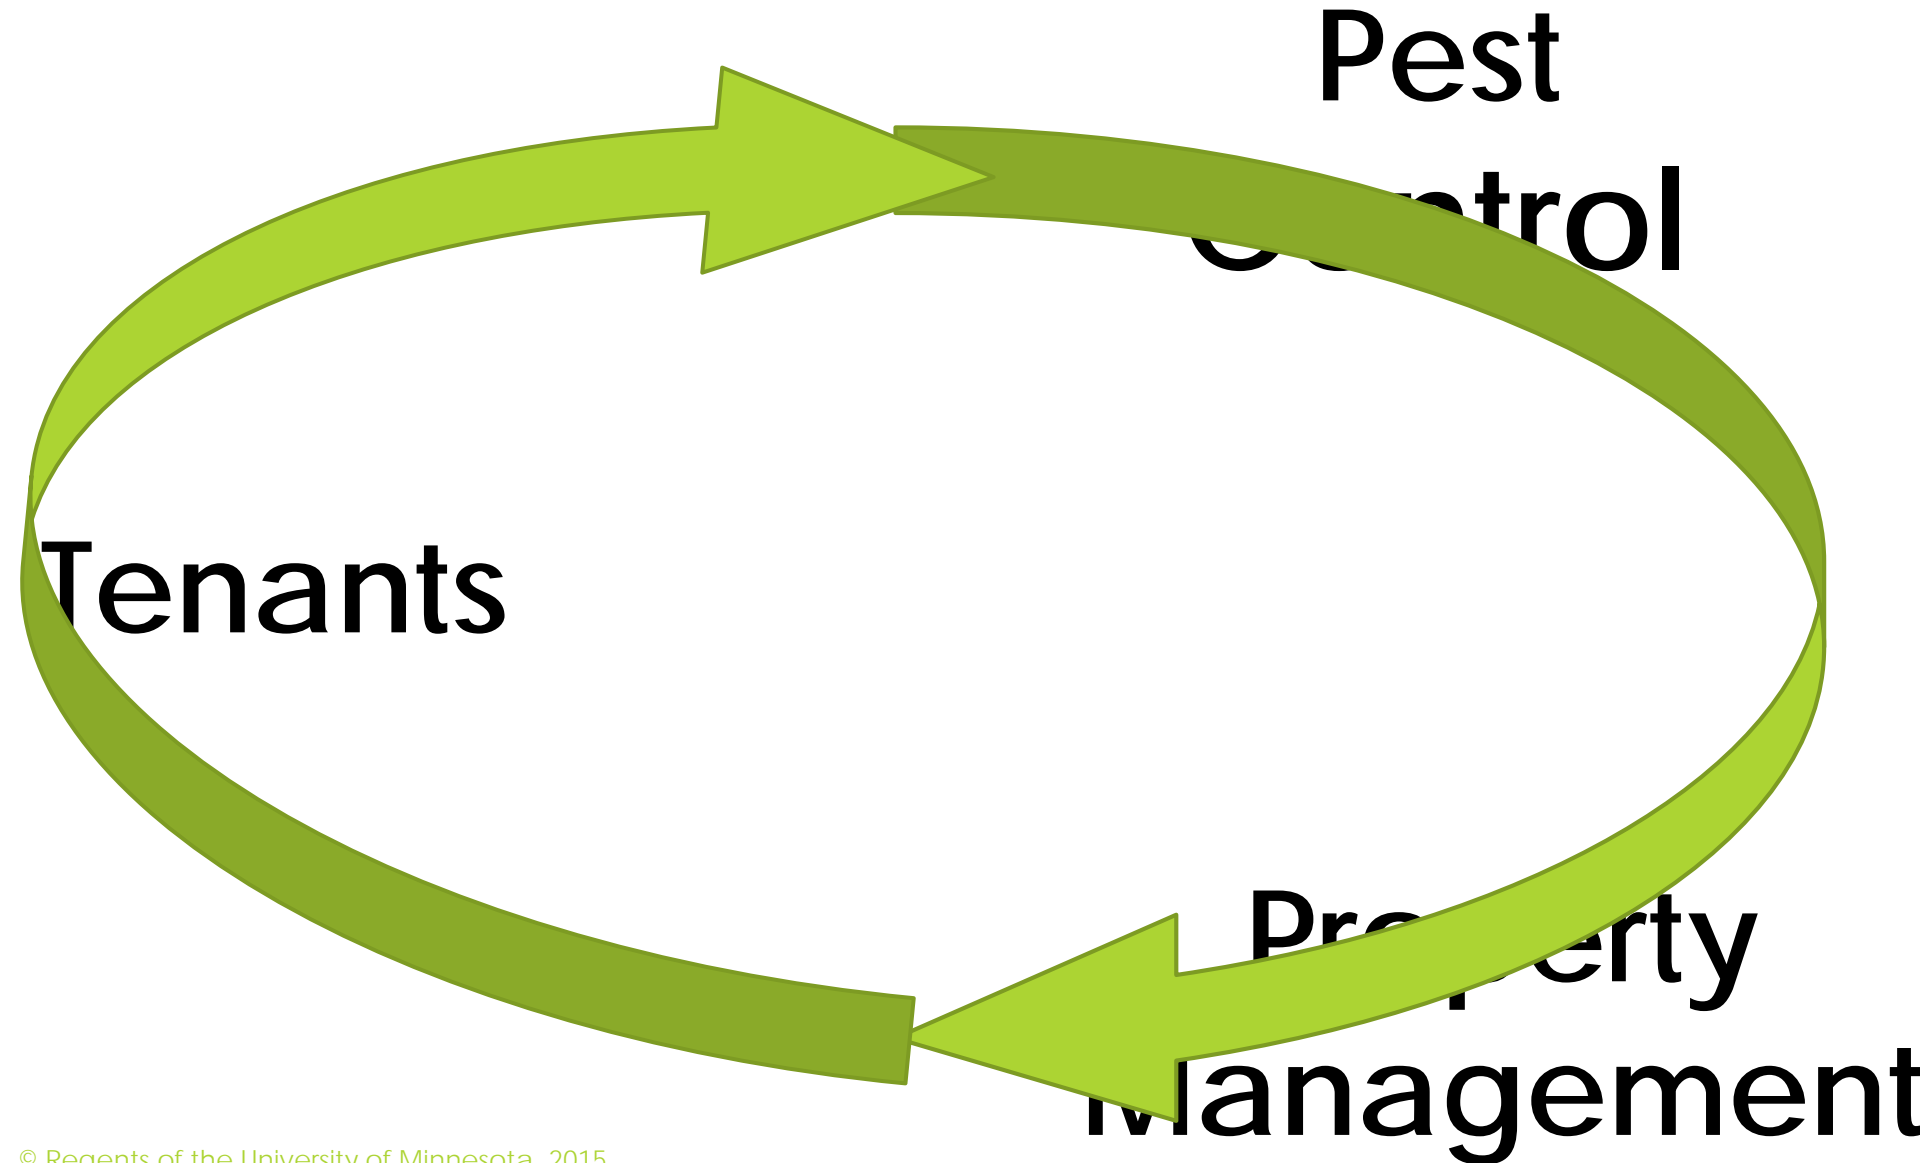 Pest
Control
Tenants
Property
Management
© Regents of the University of Minnesota, 2015